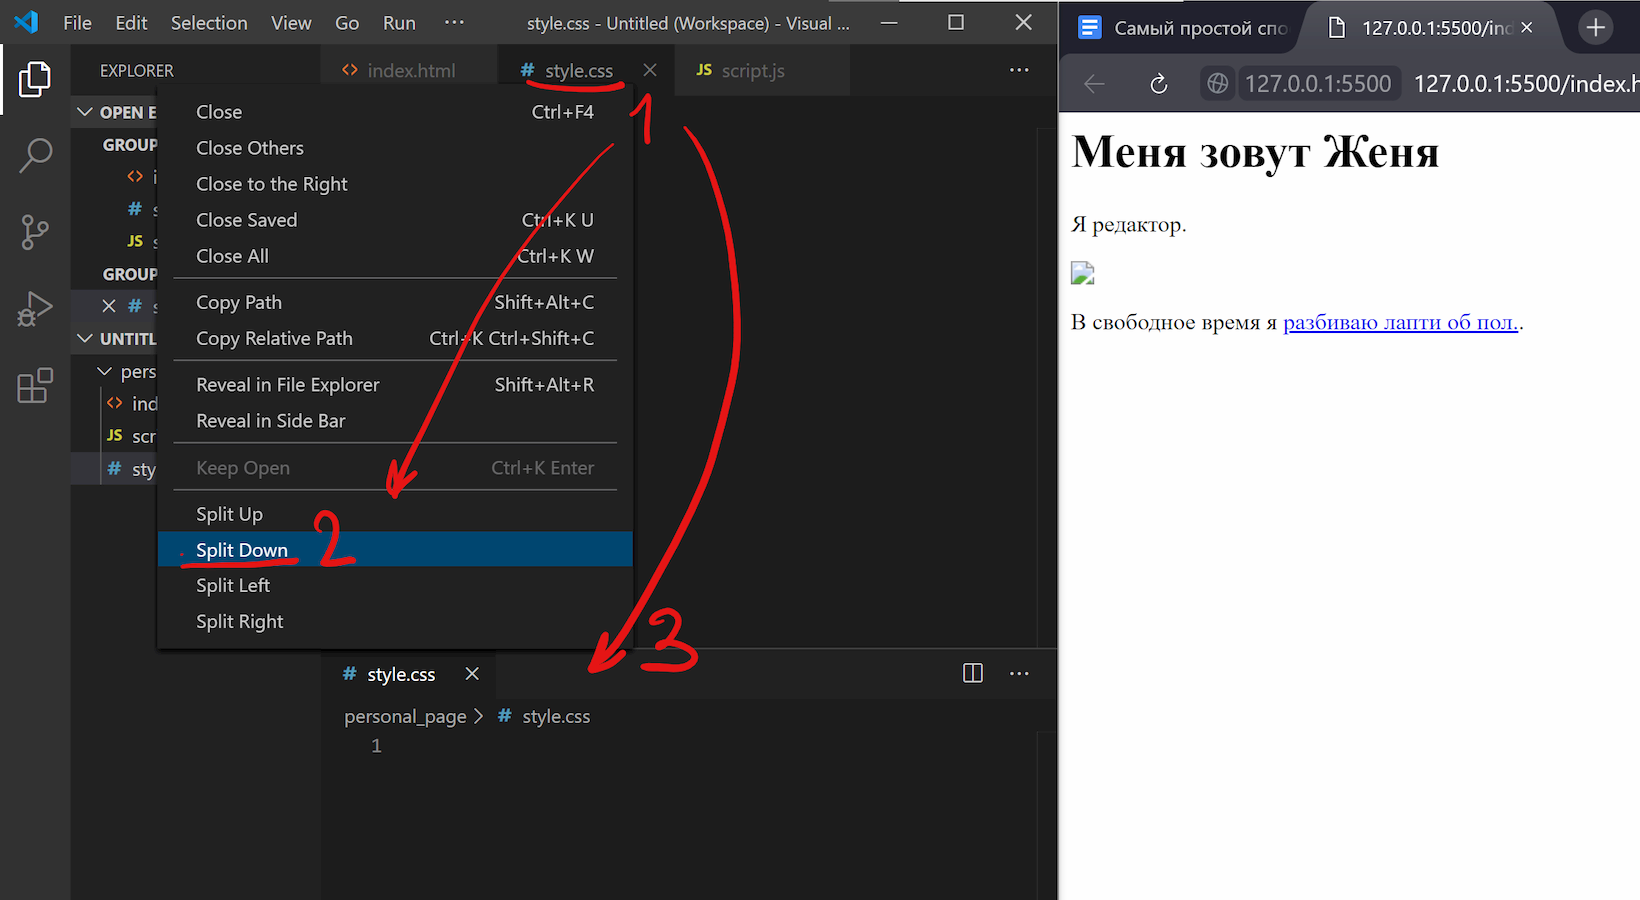 File Edit Selection View Go Run ··· style.css - Untitled (Workspace) - Visual ...
EXPLORER
<> index.html # style.css JS script.js ···
OPEN E
GROUP
<> i
# s
JS s
GROUP
# s
UNTITL
pers
<> ind
JS scr
# sty
Close Ctrl+F4
Close Others
Close to the Right
Close Saved Ctrl+K U
Close All Ctrl+K W
Copy Path Shift+Alt+C
Copy Relative Path Ctrl+K Ctrl+Shift+C
Reveal in File Explorer Shift+Alt+R
Reveal in Side Bar
Keep Open Ctrl+K Enter
Split Up
Split Down
Split Left
Split Right
1
2
3
# style.css ···
personal_page > # style.css
1
Самый простой спо 127.0.0.1:5500/ind
127.0.0.1:5500 127.0.0.1:5500/index.h
Меня зовут Женя
Я редактор.
В свободное время я разбиваю лапти об пол..